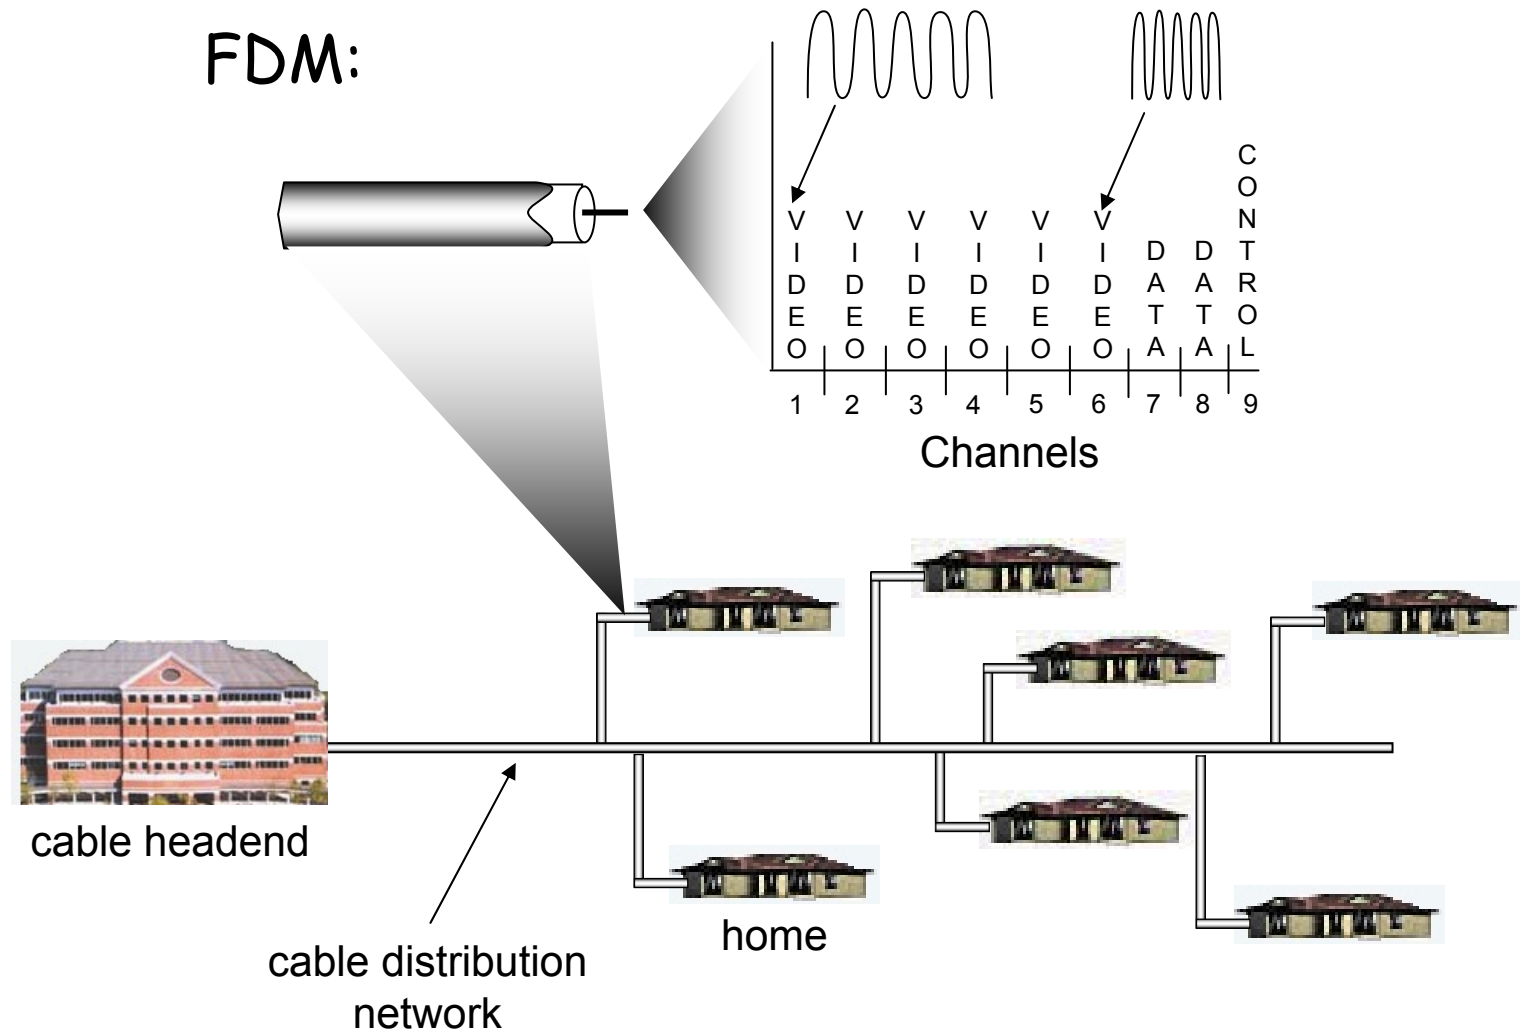 FDM:
VIDEO
VIDEO
VIDEO
VIDEO
VIDEO
VIDEO
DATA
DATA
CONTROL
1 2 3 4 5 6 7 8 9
Channels
cable headend
home
cable distribution
network